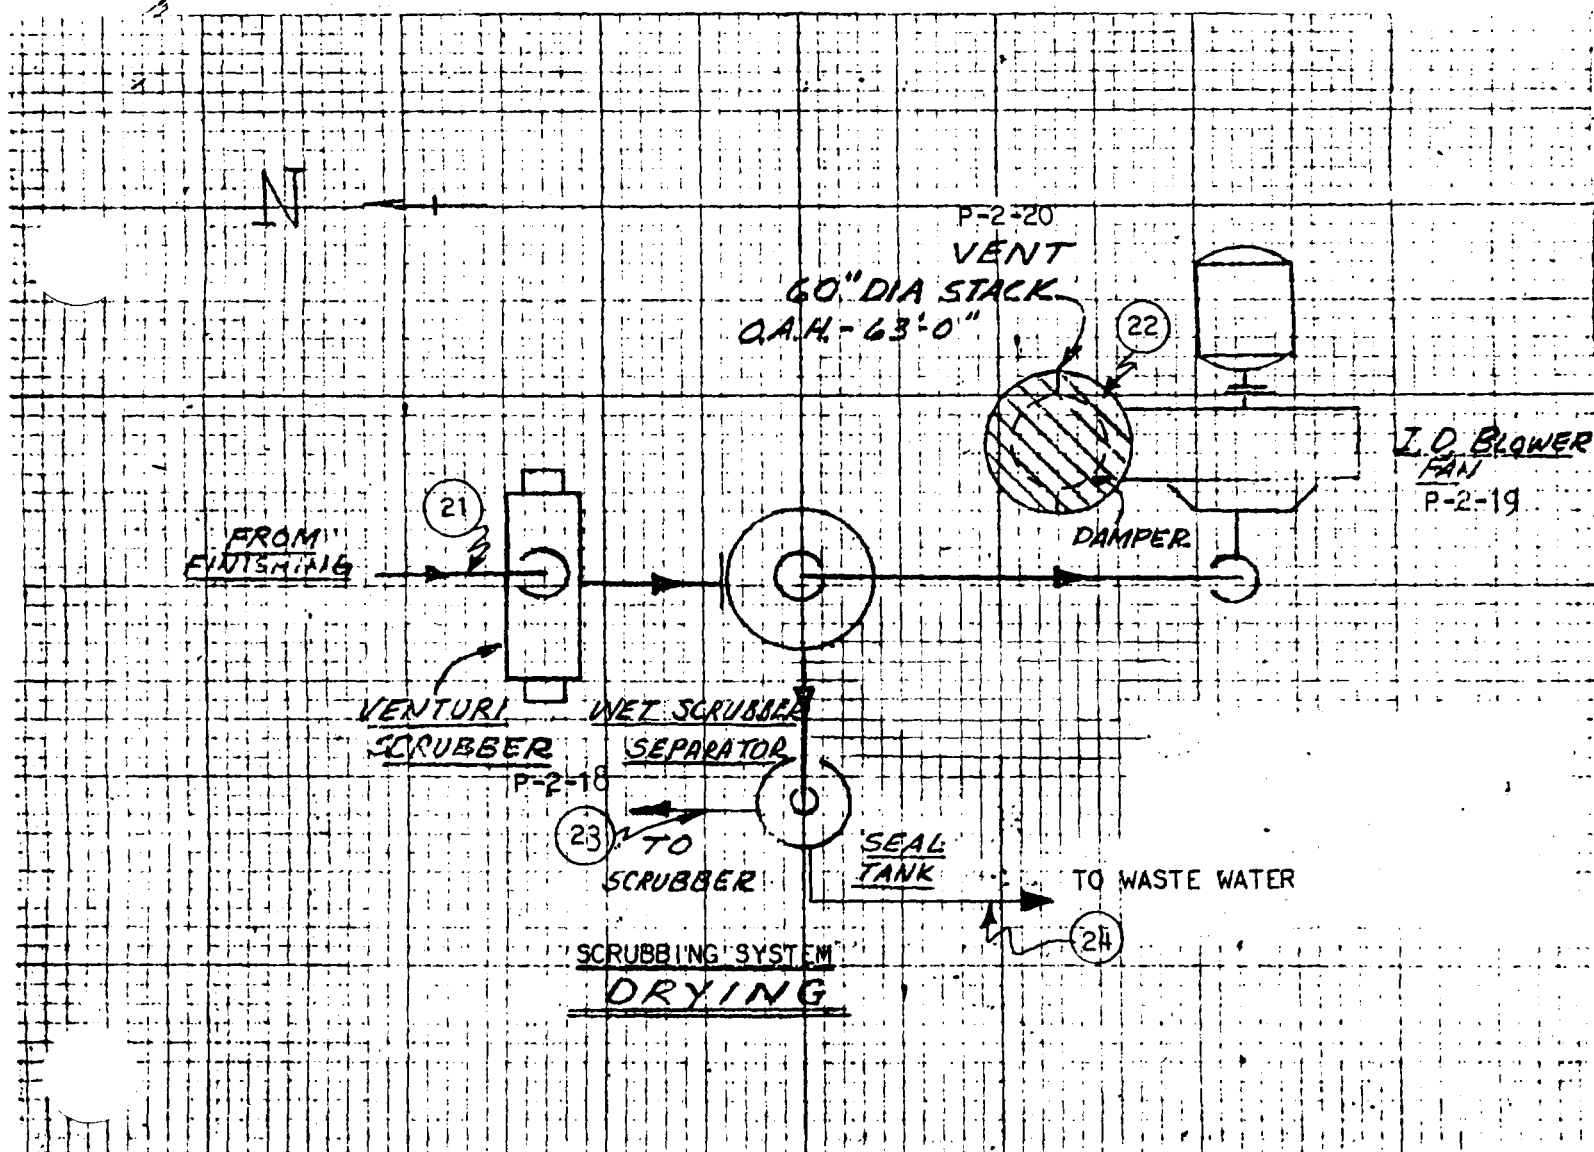 N
P-2-20
VENT
60" DIA STACK
O.A.H. - 63'-0"
22
I.D. BLOWER
FAN
P-2-19
DAMPER
21
FROM
FINISHING
VENTURI
SCRUBBER
P-2-18
WET SCRUBBER
SEPARATOR
23
TO
SCRUBBER
SEAL
TANK
TO WASTE WATER
24
SCRUBBING SYSTEM
DRYING